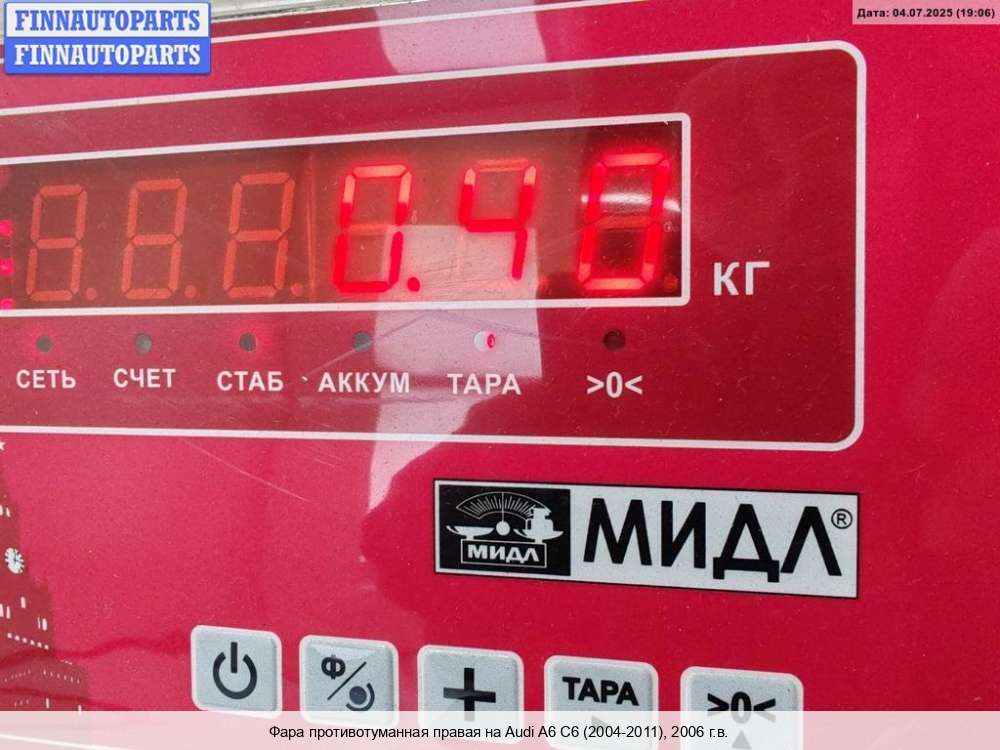 FINNAUTOPARTS
FINNAUTOPARTS
Дата: 04.07.2025 (19:06)
0.40
КГ
СЕТЬ СЧЕТ СТАБ АККУМ ТАРА >0<
МИДЛ МИДЛ®
Ф + ТАРА >0<
Фара противотуманная правая на Audi A6 C6 (2004-2011), 2006 г.в.